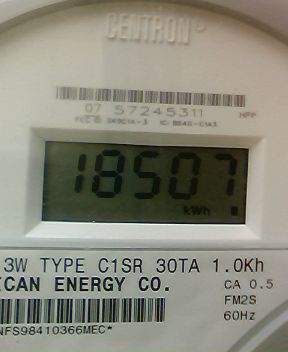 CENTRON®
07 57245311 HPP
18507
kWh
3W TYPE C1SR 30TA 1.0Kh
ICAN ENERGY CO. CA 0.5
FM2S
60Hz
NFS98410366MEC*